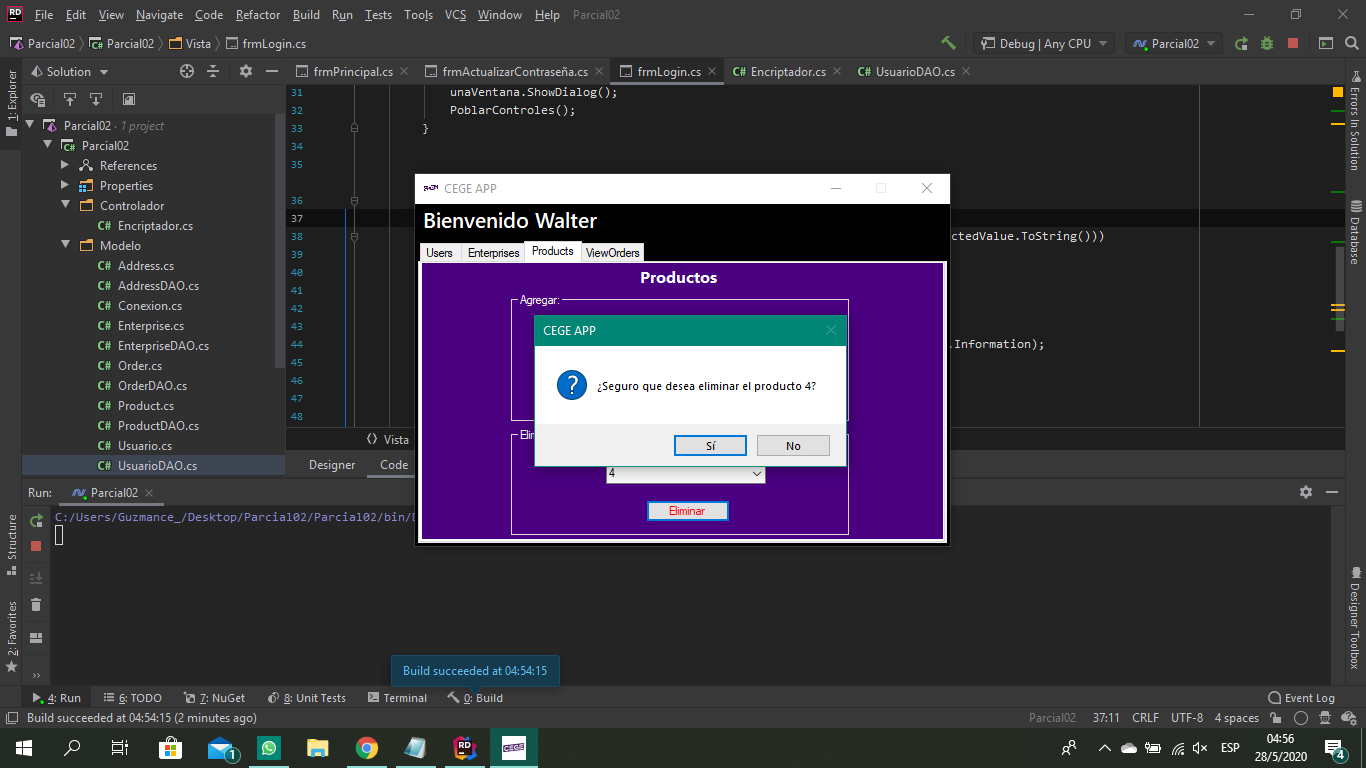 File Edit View Navigate Code Refactor Build Run Tests Tools VCS Window Help Parcial02
Parcial02 Parcial02 Vista frmLogin.cs
Debug | Any CPU Parcial02
1: Explorer
Solution
frmPrincipal.cs frmActualizarContraseña.cs frmLogin.cs Encriptador.cs UsuarioDAO.cs
Parcial02 · 1 project
Parcial02
References
Properties
Controlador
Encriptador.cs
Modelo
Address.cs
AddressDAO.cs
Conexion.cs
Enterprise.cs
EnterpriseDAO.cs
Order.cs
OrderDAO.cs
Product.cs
ProductDAO.cs
Usuario.cs
UsuarioDAO.cs
31 unaVentana.ShowDialog();
32 PoblarControles();
33 }
34
35
36
37
38 ctedValue.ToString()))
39
40
41
42
43
44 .Information);
45
46
47
48
Vista
Designer Code
CEGE APP
Bienvenido Walter
Users Enterprises Products ViewOrders
Productos
Agregar:
CEGE APP
¿Seguro que desea eliminar el producto 4?
Sí No
Eli
4
Eliminar
Errors In Solution
Database
Designer Toolbox
Run: Parcial02
C:/Users/Guzmance_/Desktop/Parcial02/Parcial02/bin/
Structure
2: Favorites
Build succeeded at 04:54:15
4: Run 6: TODO 7: NuGet 8: Unit Tests Terminal 0: Build Event Log
Build succeeded at 04:54:15 (2 minutes ago) Parcial02 37:11 CRLF UTF-8 4 spaces
1
RD
CEGE
ESP
04:56
28/5/2020
4